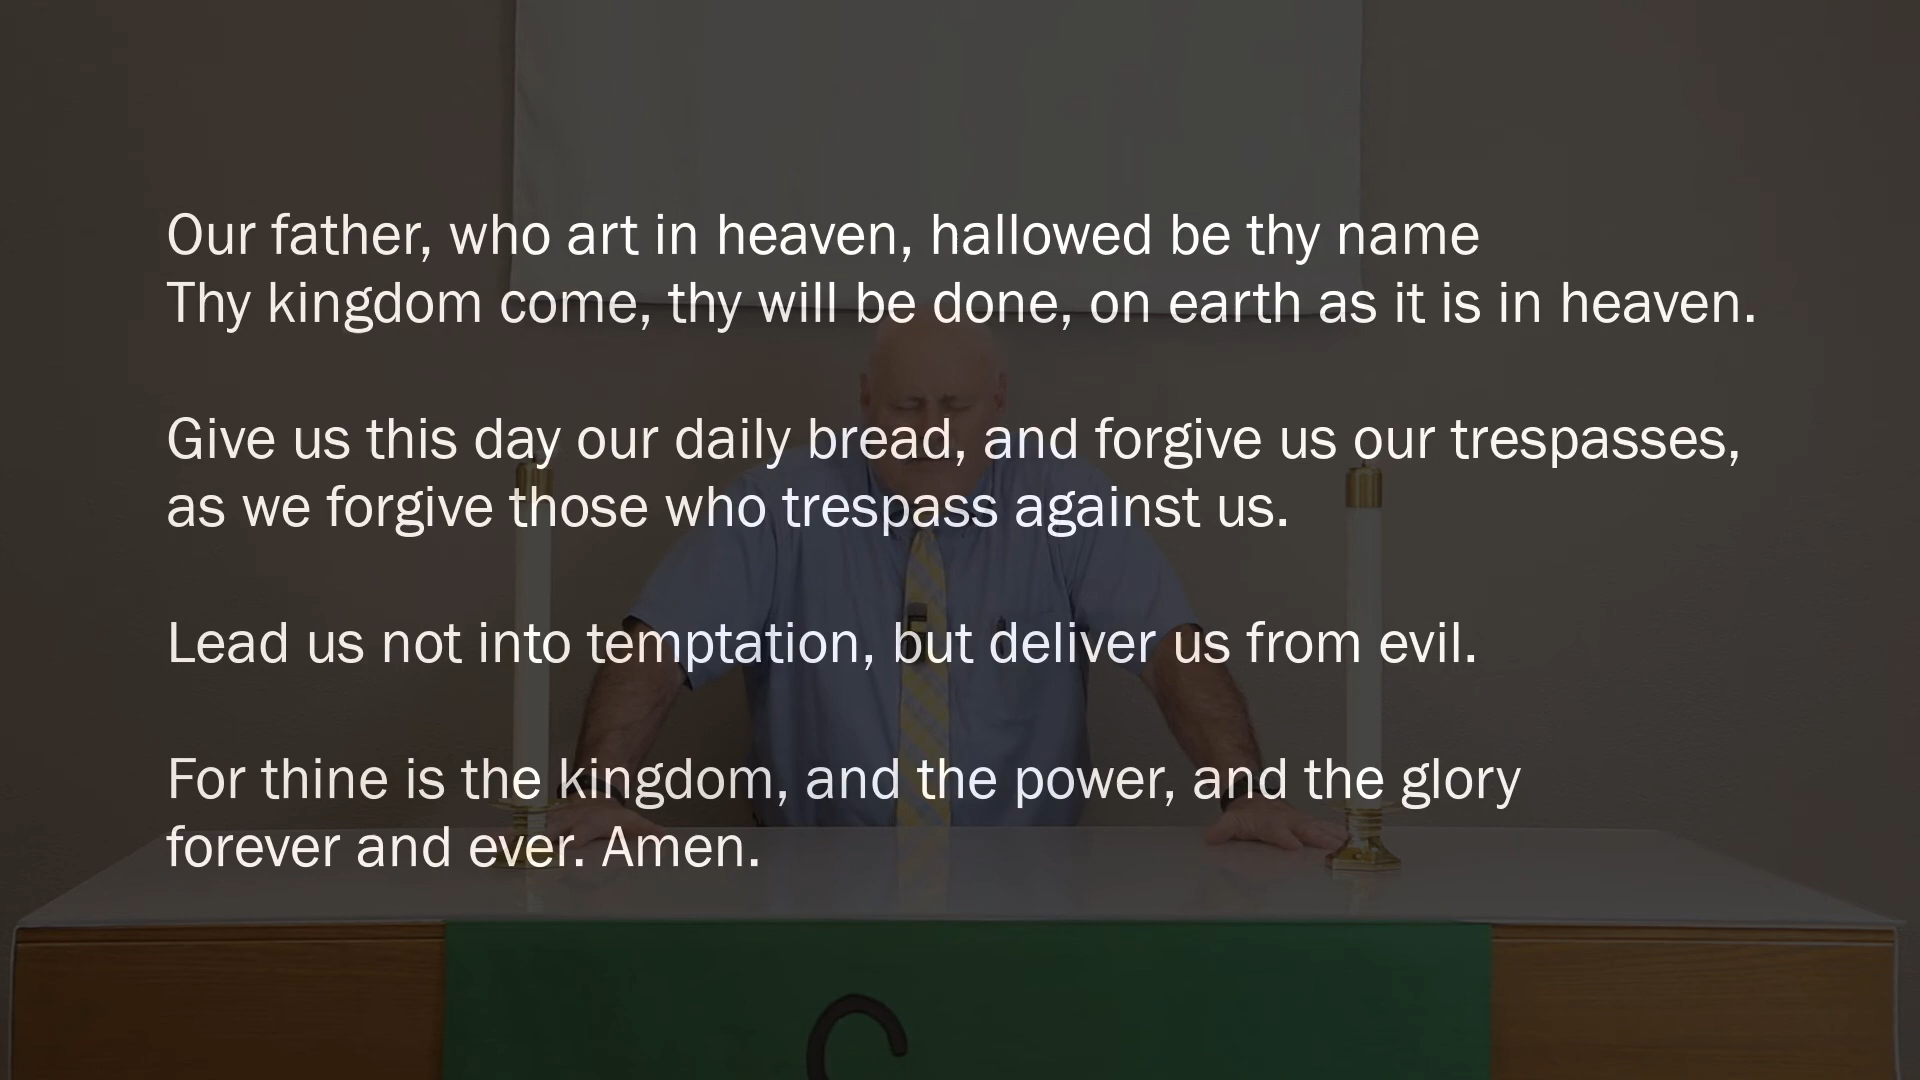 Our father, who art in heaven, hallowed be thy name
Thy kingdom come, thy will be done, on earth as it is in heaven.
Give us this day our daily bread, and forgive us our trespasses,
as we forgive those who trespass against us.
Lead us not into temptation, but deliver us from evil.
For thine is the kingdom, and the power, and the glory
forever and ever. Amen.